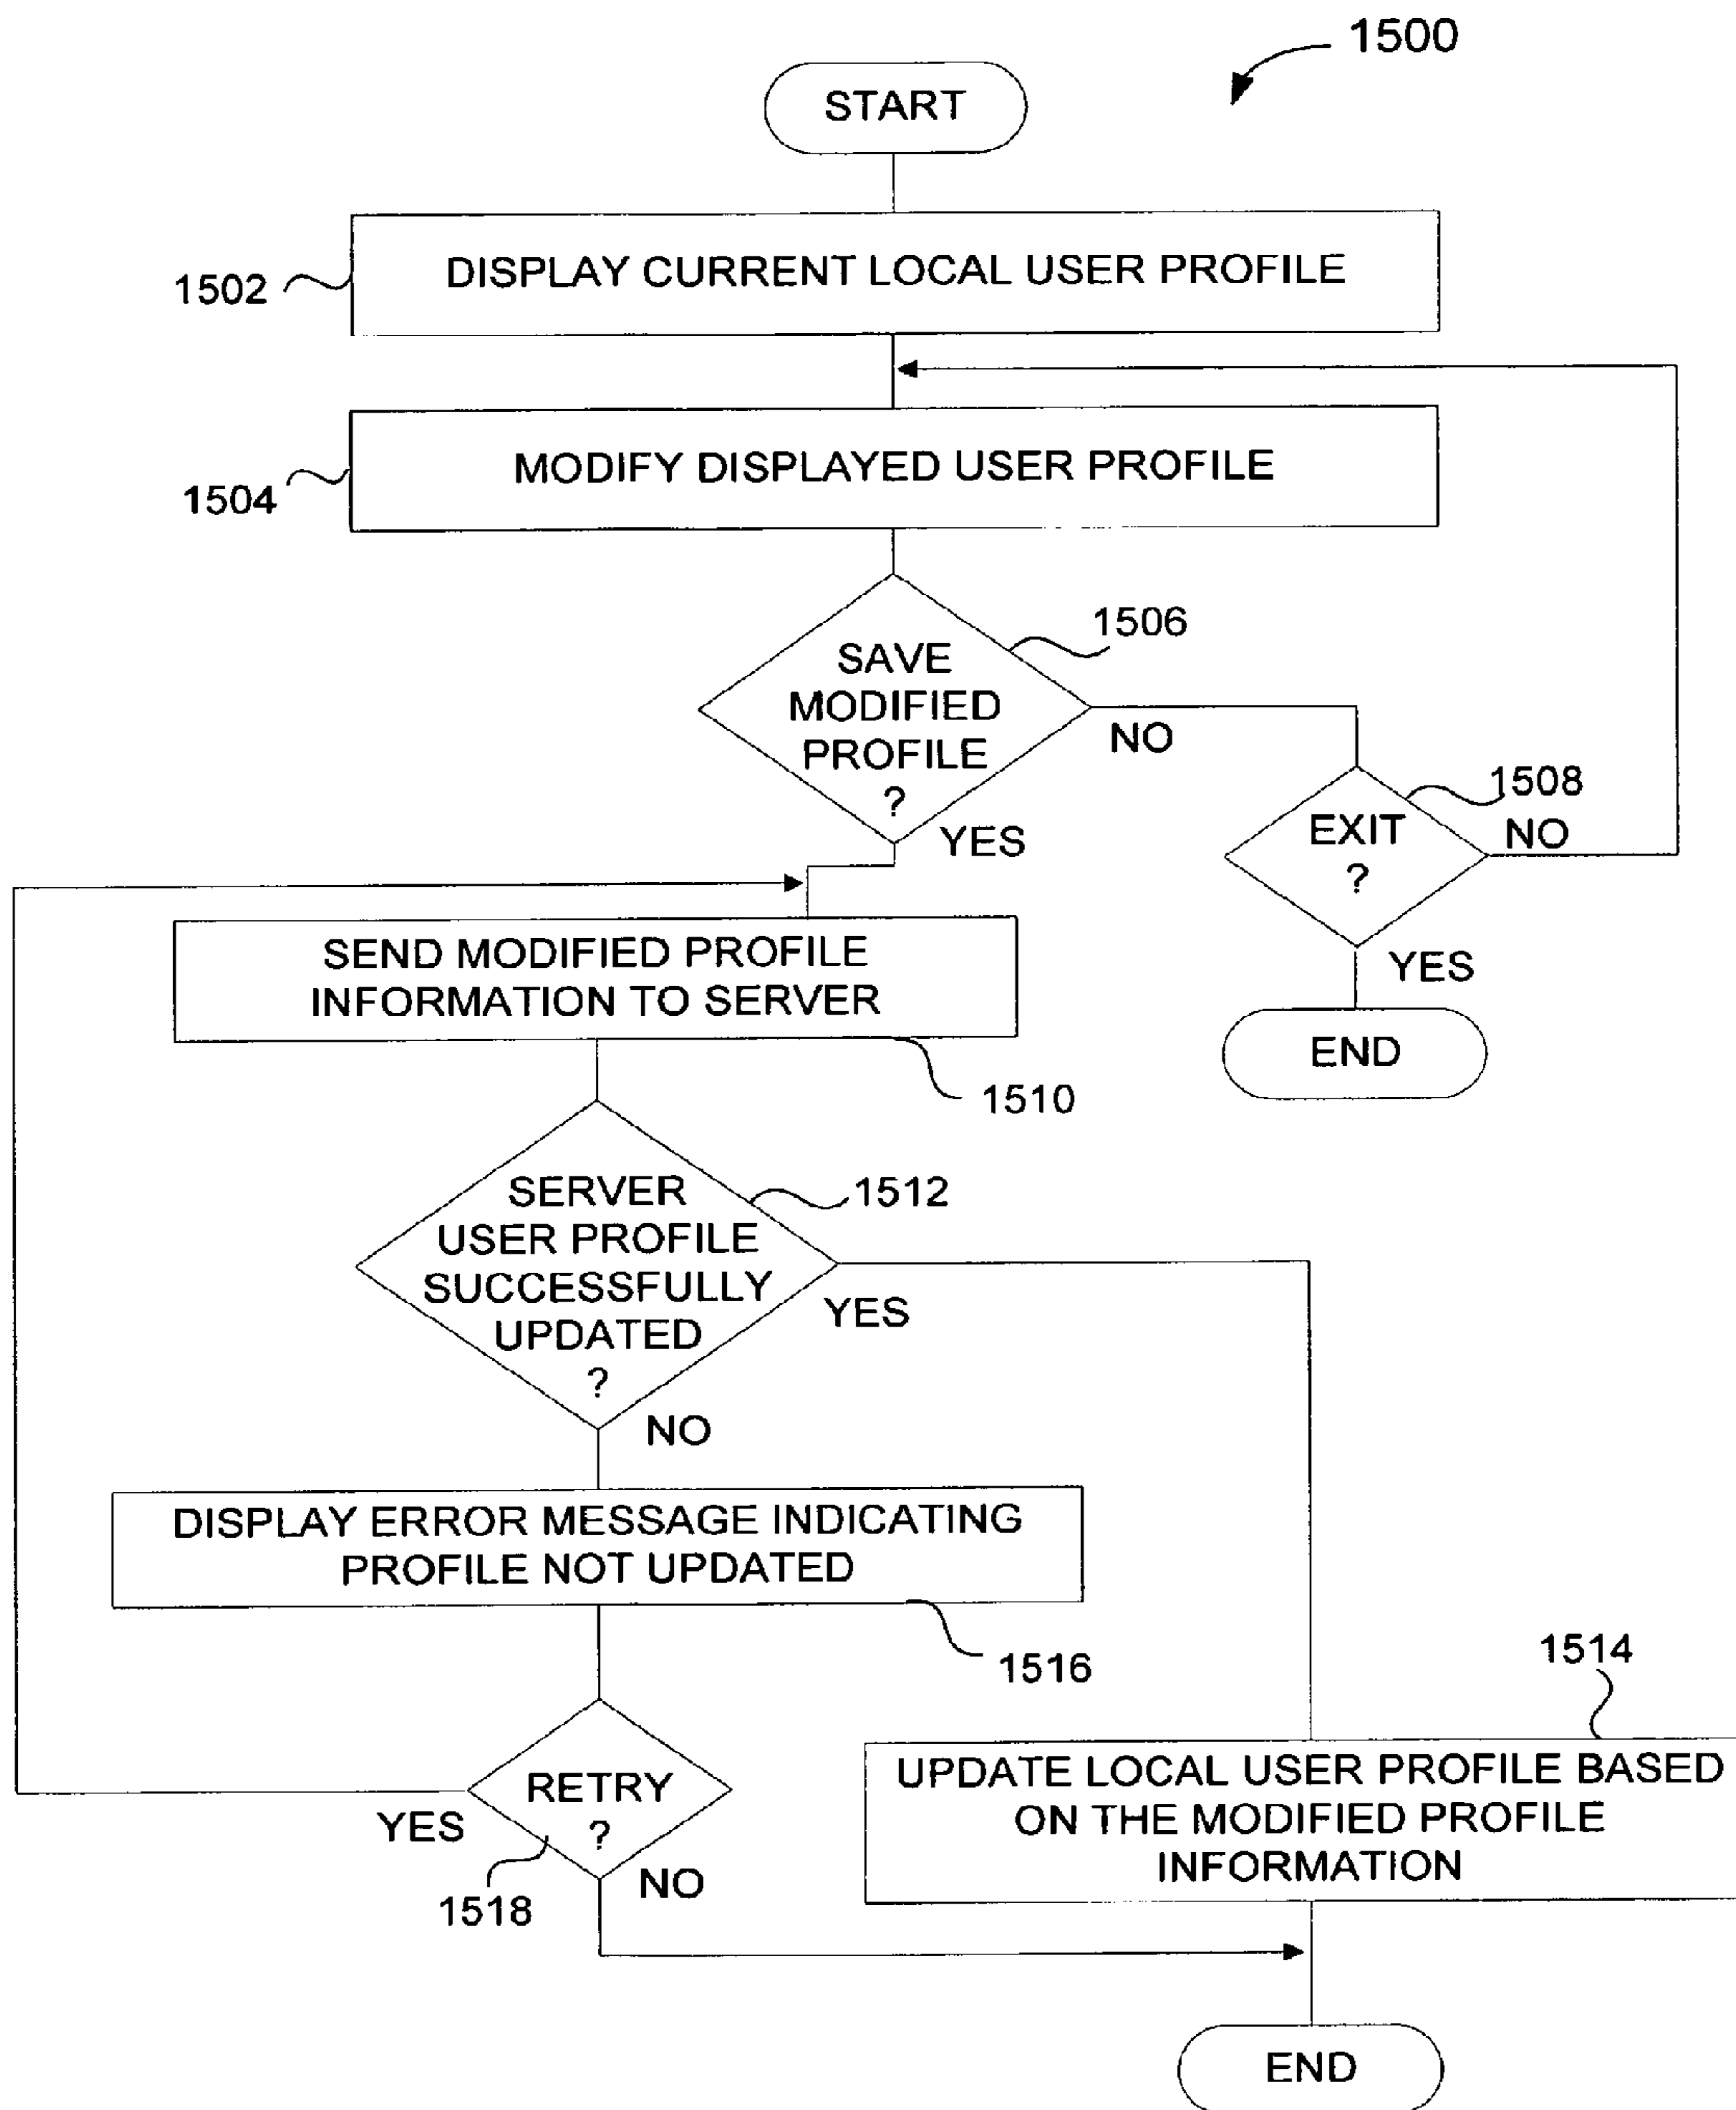 1500
START
DISPLAY CURRENT LOCAL USER PROFILE
1502
MODIFY DISPLAYED USER PROFILE
1504
1506
SAVE
MODIFIED
PROFILE
?
NO
YES
1508
EXIT
?
NO
YES
END
SEND MODIFIED PROFILE
INFORMATION TO SERVER
1510
SERVER
USER PROFILE
SUCCESSFULLY
UPDATED
?
1512
YES
NO
DISPLAY ERROR MESSAGE INDICATING
PROFILE NOT UPDATED
1516
1514
UPDATE LOCAL USER PROFILE BASED
ON THE MODIFIED PROFILE
INFORMATION
RETRY
?
YES
NO
1518
END